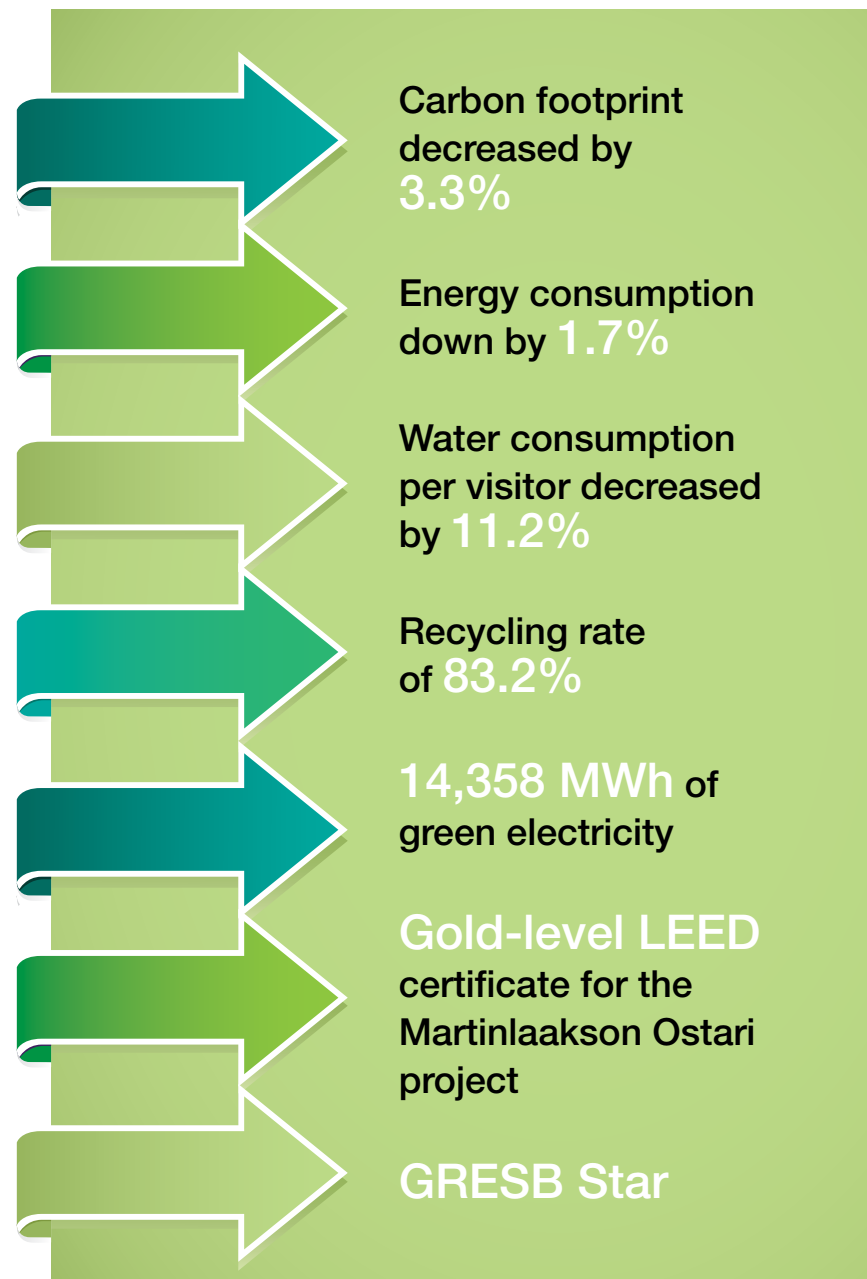 Carbon footprint
decreased by
3.3%
Energy consumption
down by 1.7%
Water consumption
per visitor decreased
by 11.2%
Recycling rate
of 83.2%
14,358 MWh of
green electricity
Gold-level LEED
certificate for the
Martinlaakson Ostari
project
GRESB Star